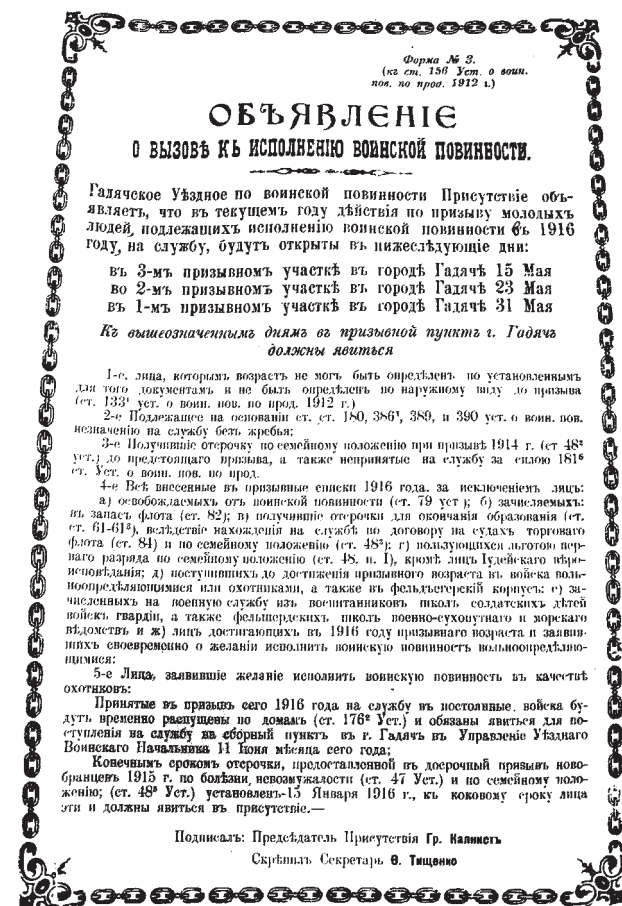 Форма № 3.
(къ ст. 156 Уст. о воин.
пов. по прод. 1912 г.)
ОБЪЯВЛЕНІЕ
О ВЫЗОВѢ КЪ ИСПОЛНЕНІЮ ВОИНСКОЙ ПОВИННОСТИ.
Гадячское Уѣздное по воинской повинности Присутствіе объ-
являетъ, что въ текущемъ году дѣйствія по призыву молодыхъ
людей, подлежащихъ исполненію воинской повинности въ 1916
году, на службу, будутъ открыты въ нижеслѣдующіе дни:
въ 3-мъ призывномъ участкѣ въ городѣ Гадячѣ 15 Мая
во 2-мъ призывномъ участкѣ въ городѣ Гадячѣ 23 Мая
въ 1-мъ призывномъ участкѣ въ городѣ Гадячѣ 31 Мая
Къ вышеозначеннымъ днямъ въ призывной пунктъ г. Гадячъ
должны явиться
1-е. лица, которымъ возрастъ не могъ быть опредѣленъ по установленнымъ
для того документамъ и не былъ опредѣленъ по наружному виду до призыва
(ст. 133¹ уст. о воин. пов. по прод. 1912 г.)
2-е Подлежащее на основаніи ст. ст. 180, 386¹, 389, и 390 уст. о воин. пов.
незначенію на службу безъ жребья:
3-е Получившіе отсрочку по семейному положенію при призывѣ 1914 г. (ст 48²
уст.) до предстоящаго призыва, а также непринятые на службу за силою 181⁶
ст. Уст. о воин. пов. по прод.
4-е Всѣ внесенные въ призывные списки 1916 года. за исключеніемъ лицъ:
а) освобождаемыхъ отъ воинской повинности (ст. 79 уст ); б) зачисляемыхъ:
въ запасъ флота (ст. 82); в) получившіе отсрочки для окончанія образованія (ст.
ст. 61-61³), вслѣдствіе нахожденія на службѣ по договору на судахъ торговаго
флота (ст. 84) и по семейному положенію (ст. 48²): г) пользующихся льготою пер-
ваго разряда по семейному положенію (ст. 48. п. I), кромѣ лицъ Іудейскаго вѣро-
исповѣданія; д) поступившихъ до достиженія призывнаго возраста въ войска воль-
ноопредѣляющимися или охотниками, а также въ фельдъегерскій корпусъ: е) за-
численныхъ на военную службу изъ воспитанниковъ школъ солдатскихъ дѣтей
войскъ гвардіи, а также фельшерскихъ школъ военно-сухопутнаго и морскаго
вѣдомствъ и ж) лицъ достигающихъ въ 1916 году призывнаго возраста и заявив-
шихъ своевременно о желаніи исполнить воинскую повинность вольноопредѣляю-
щимися:
5-е Лица, заявившіе желаніе исполнить воинскую повинность въ качествѣ
охотнковъ:
Принятые въ призывъ сего 1916 года на службу въ постоянные. войска бу-
дутъ временно распущены по домамъ (ст. 176² Уст.) и обязаны явиться для по-
ступленія на службу на сборный пунктъ въ г. Гадячъ въ Управленіе Уѣзднаго
Воинскаго Начальника 11 Іюня мѣсяца сего года;
Конечнымъ срокомъ отсрочки, предоставленной въ досрочный призывъ ново-
бранцевъ 1915 г. по болѣзни, невозмужалости (ст. 47 Уст.) и по семейному поло-
женію; (ст. 48² Уст.) установленъ-15 Января 1916 г., къ коковому сроку лица
эти и должны явиться въ присутствіе.—
Подписалъ: Предсѣдатель Присутствія Гр. Капнистъ
Скрѣпилъ Секретарь Ѳ. Тищенко